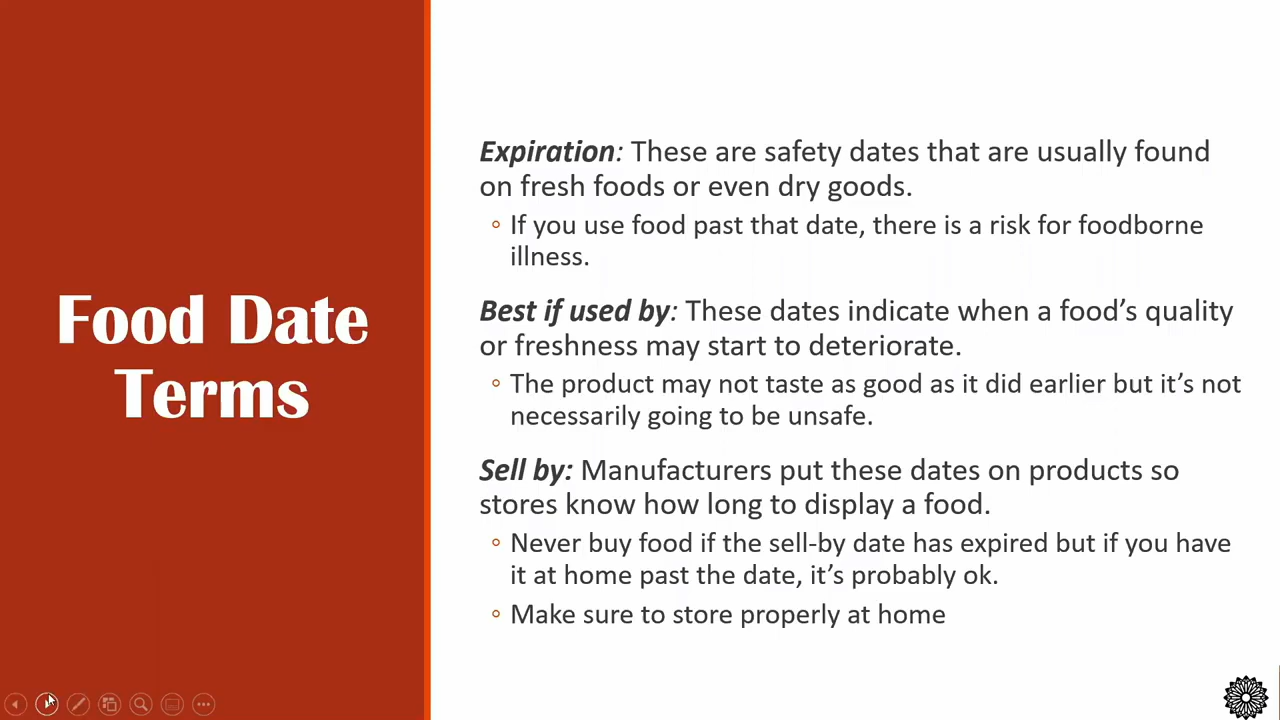 Food Date
Terms
Expiration: These are safety dates that are usually found
on fresh foods or even dry goods.
◦ If you use food past that date, there is a risk for foodborne
illness.
Best if used by: These dates indicate when a food’s quality
or freshness may start to deteriorate.
◦ The product may not taste as good as it did earlier but it’s not
necessarily going to be unsafe.
Sell by: Manufacturers put these dates on products so
stores know how long to display a food.
◦ Never buy food if the sell-by date has expired but if you have
it at home past the date, it’s probably ok.
◦ Make sure to store properly at home